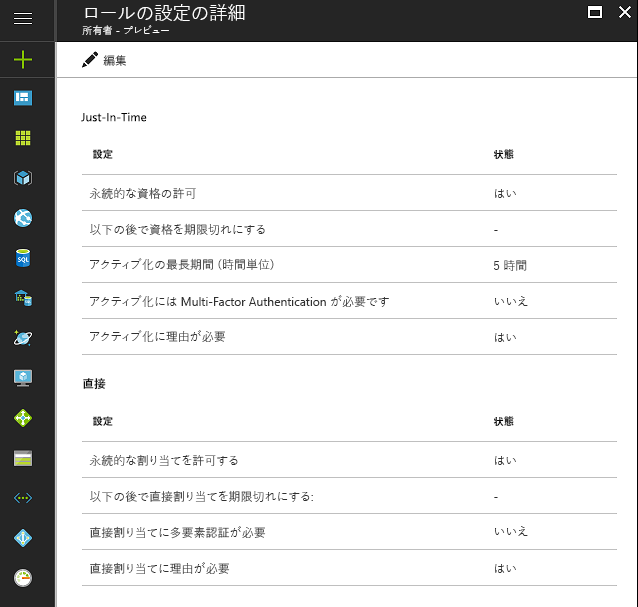 ロールの設定の詳細
所有者 - プレビュー
編集
Just-In-Time
設定 状態
永続的な資格の許可 はい
以下の後で資格を期限切れにする -
アクティブ化の最長期間 (時間単位) 5 時間
アクティブ化には Multi-Factor Authentication が必要です いいえ
アクティブ化に理由が必要 はい
直接
設定 状態
永続的な割り当てを許可する はい
以下の後で直接割り当てを期限切れにする: -
直接割り当てに多要素認証が必要 いいえ
直接割り当てに理由が必要 はい
SQL